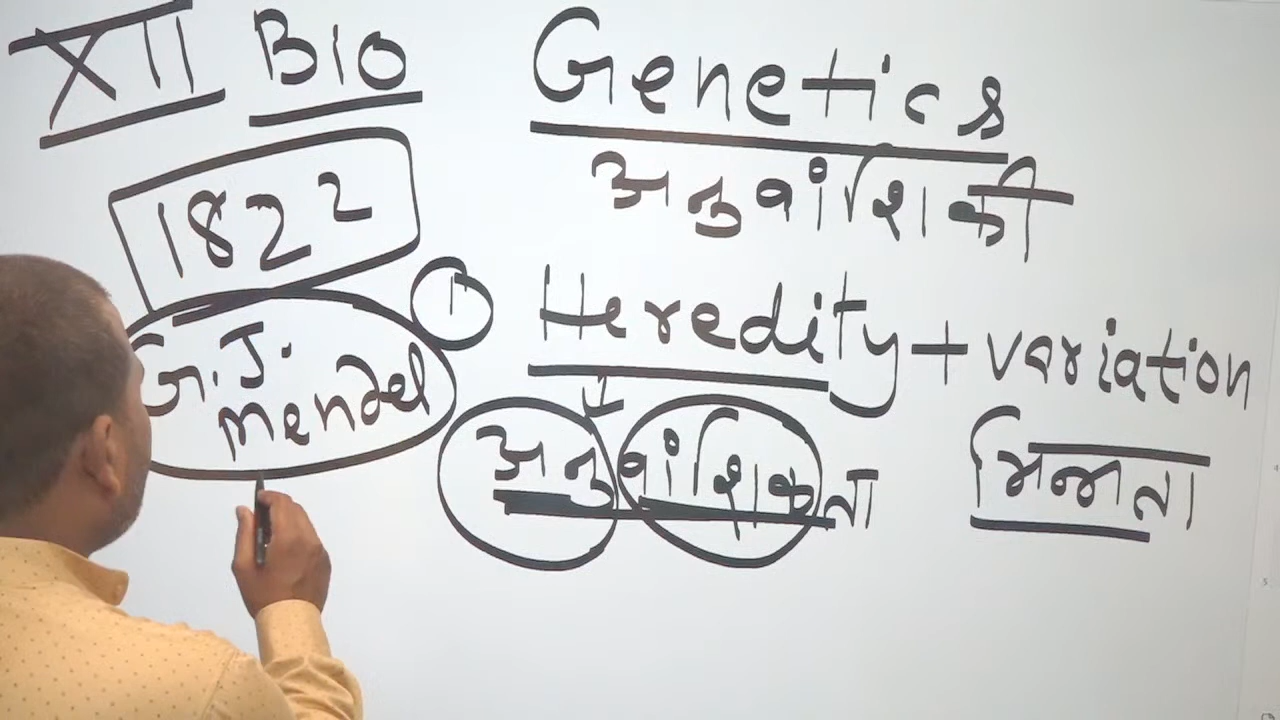 XII Bio
Genetics
अनुवांशिकी
1822
G. J.
Mendel
1
Heredity + variation
अनुवांशिकता
भिन्नता